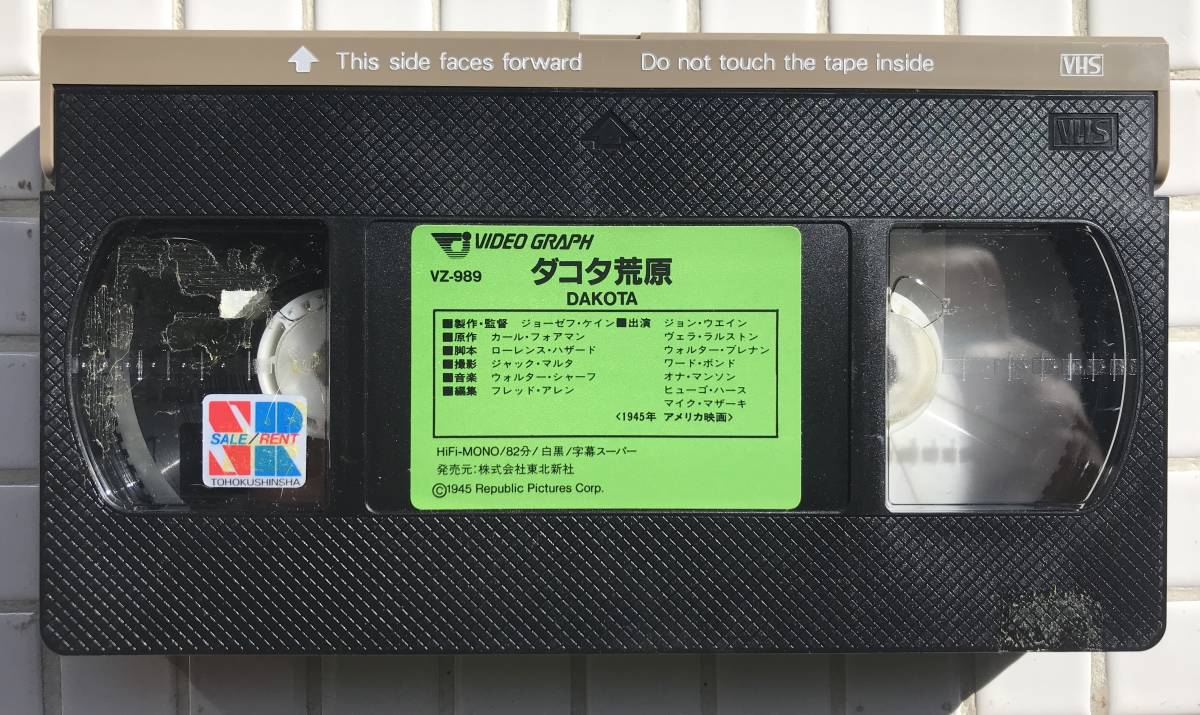 This side faces forward Do not touch the tape inside VHS
VHS
VIDEO GRAPH
VZ-989 ダコタ荒原
DAKOTA
■製作・監督 ジョーゼフ・ケイン ■出演 ジョン・ウエイン
■原作 カール・フォアマン ヴェラ・ラルストン
■脚本 ローレンス・ハザード ウォルター・ブレナン
■撮影 ジャック・マルタ ワード・ボンド
■音楽 ウォルター・シャーフ オナ・マンソン
■編集 フレッド・アレン ヒューゴ・ハース
マイク・マザーキ
<1945年 アメリカ映画>
HiFi-MONO/82分/白黒/字幕スーパー
発売元:株式会社東北新社
©1945 Republic Pictures Corp.
SALE/RENT
TOHOKUSHINSHA